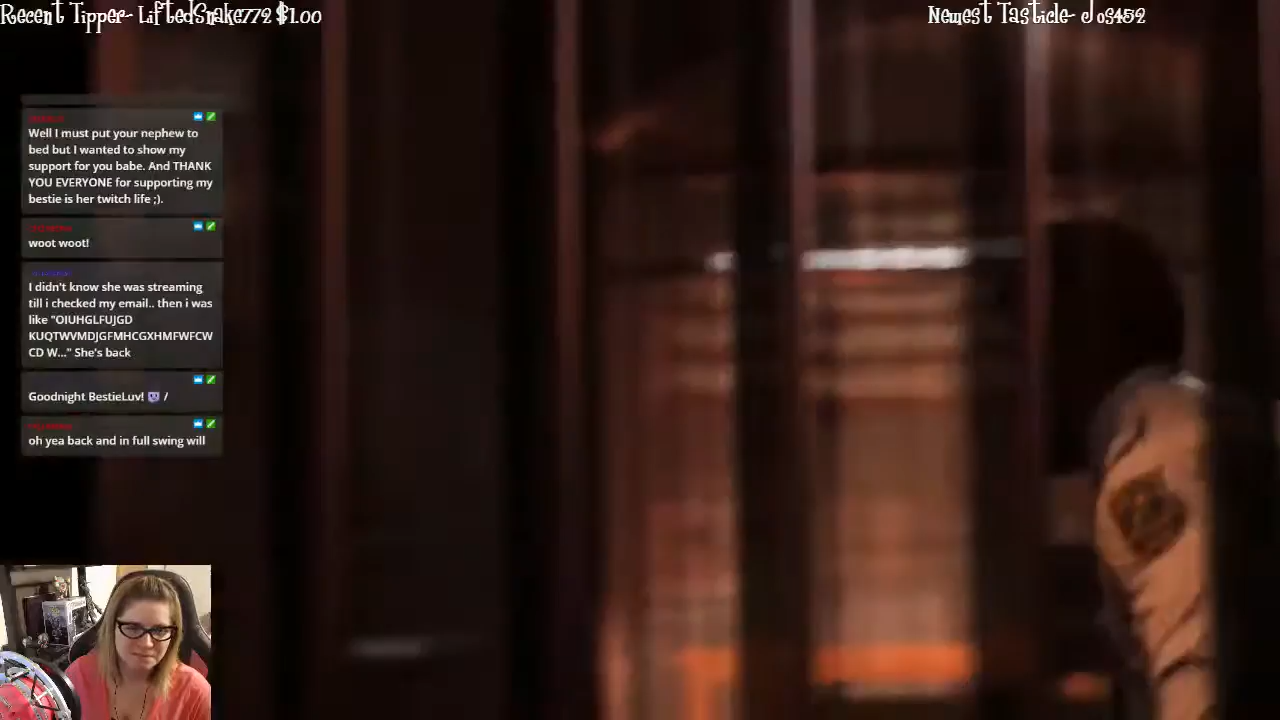 Recent Tipper- LiftedSnake772 $1.00
Newest Tasticle- Jos452
Well I must put your nephew to
bed but I wanted to show my
support for you babe. And THANK
YOU EVERYONE for supporting my
bestie is her twitch life ;).
woot woot!
I didn't know she was streaming
till i checked my email.. then i was
like "OIUHGLFUJGD
KUQTWVMDJGFMHCGXHMFWFCW
CD W..." She's back
Goodnight BestieLuv! /
oh yea back and in full swing will